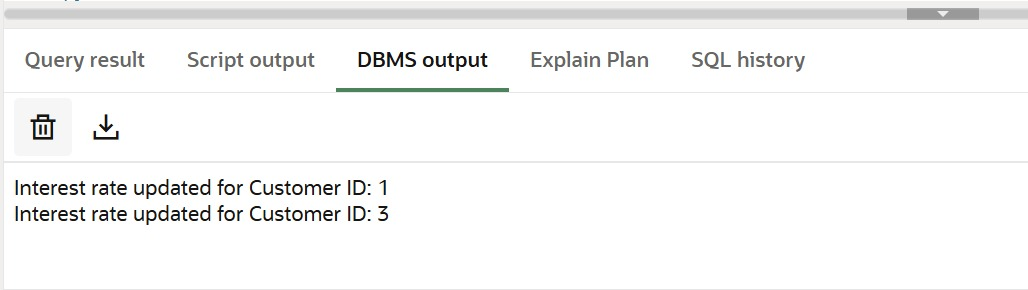 Query result Script output DBMS output Explain Plan SQL history
Interest rate updated for Customer ID: 1
Interest rate updated for Customer ID: 3